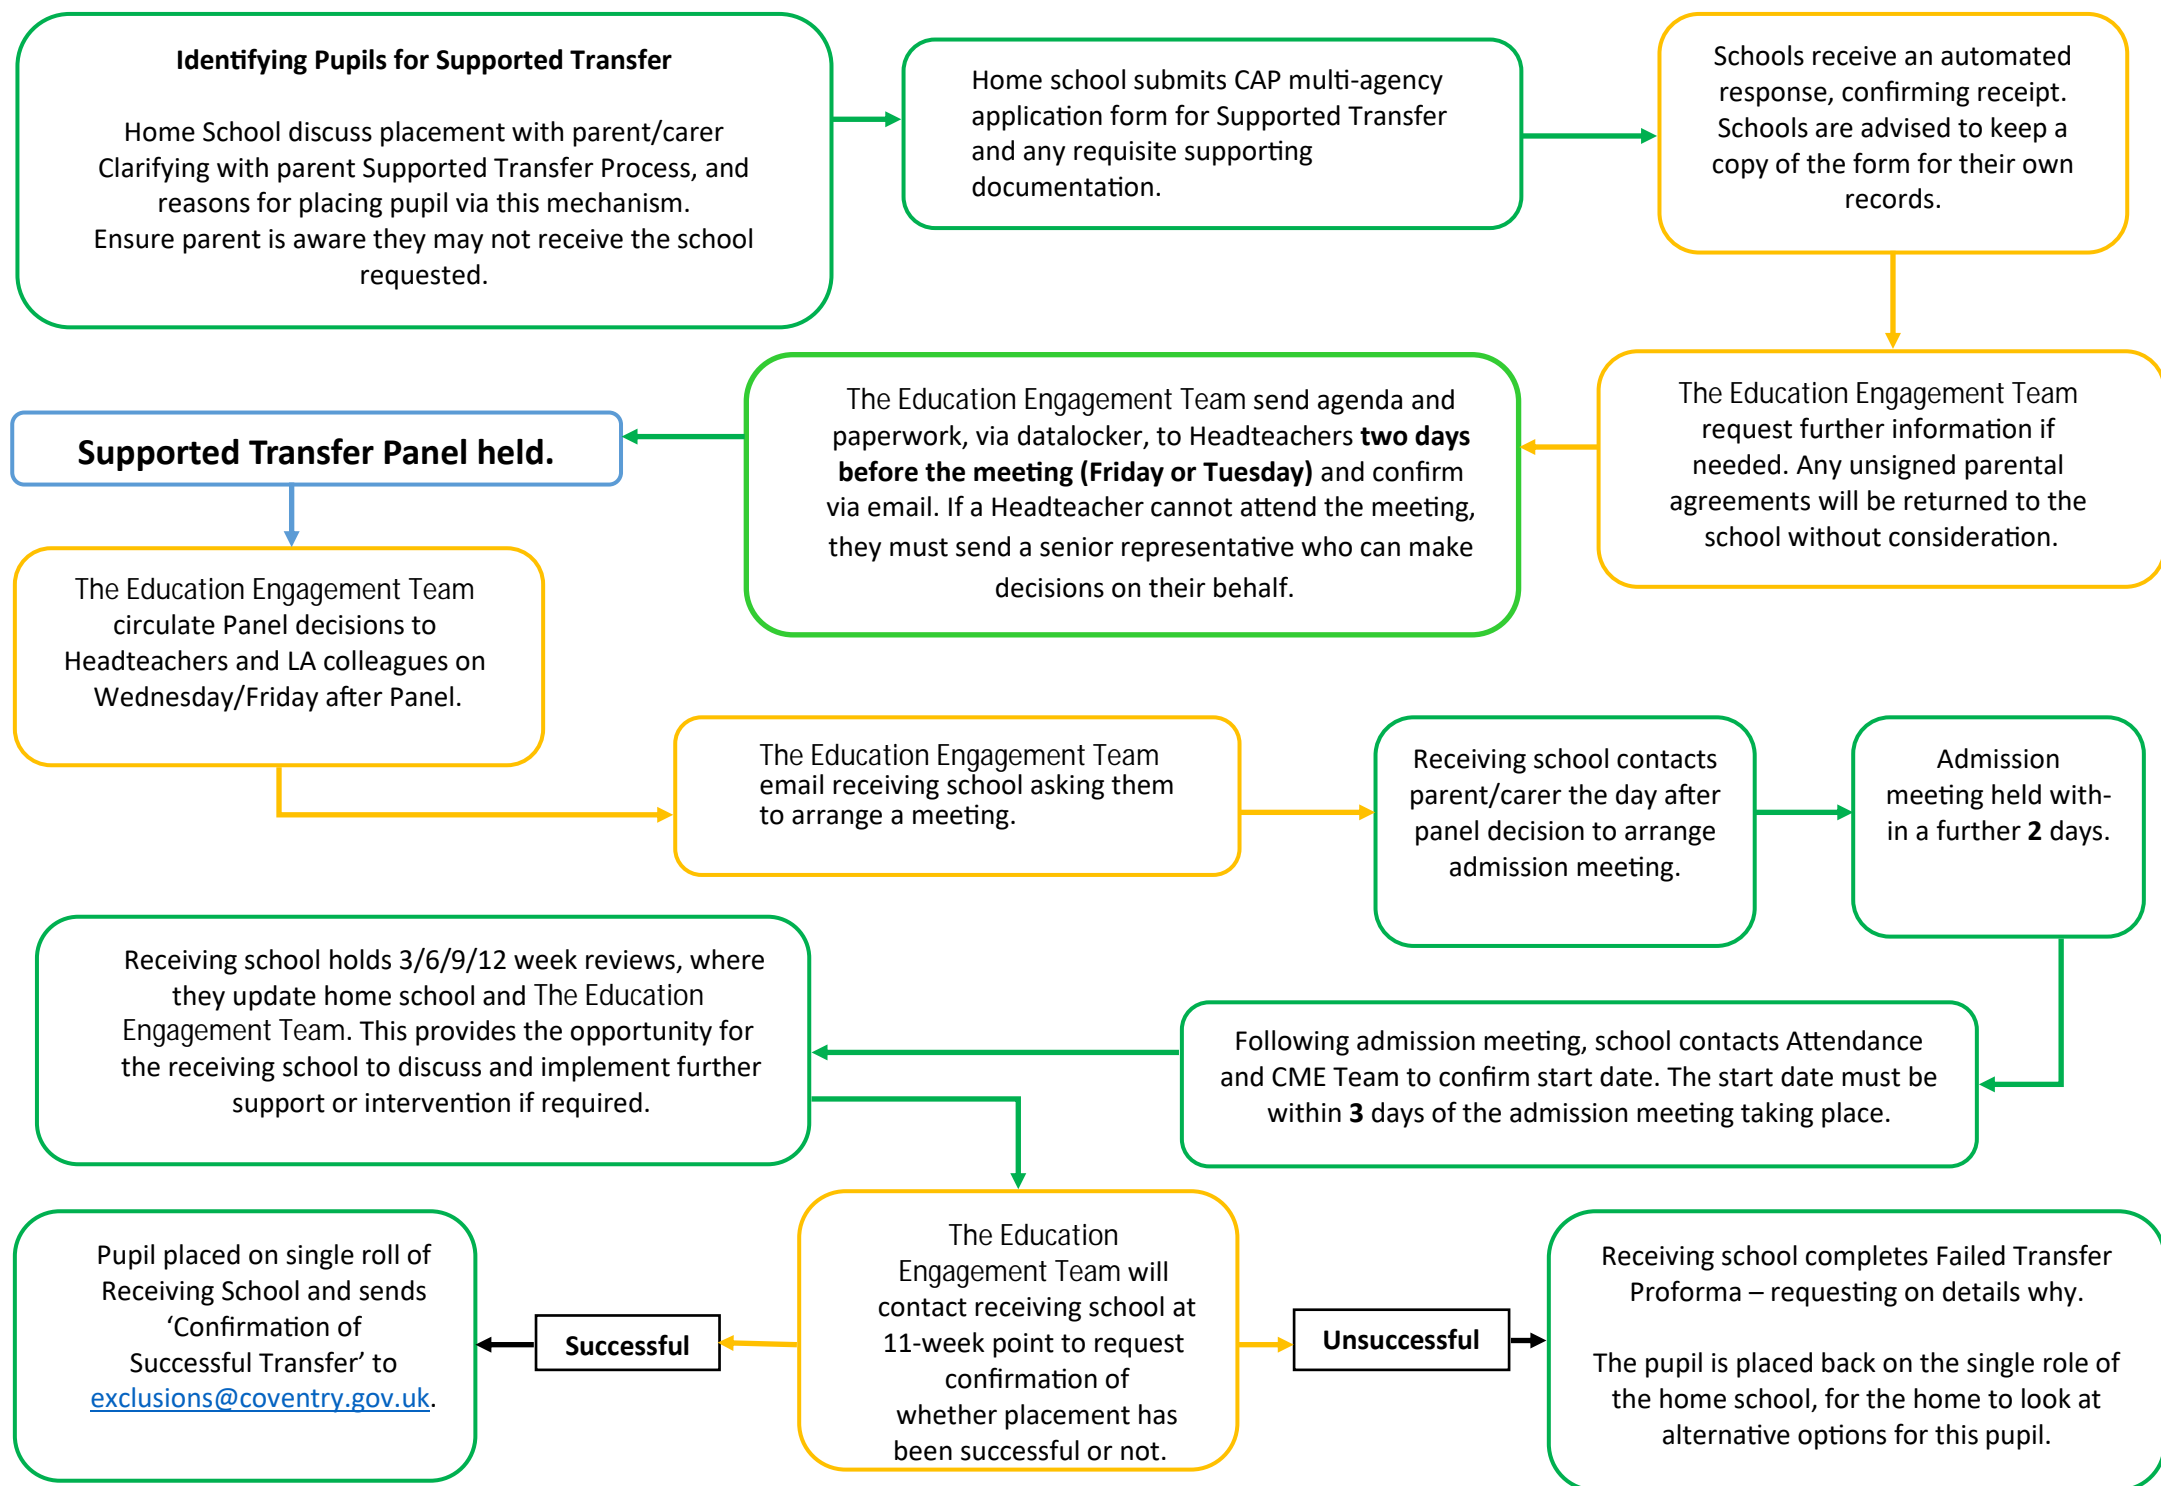 Identifying Pupils for Supported Transfer
Home School discuss placement with parent/carer
Clarifying with parent Supported Transfer Process, and
reasons for placing pupil via this mechanism.
Ensure parent is aware they may not receive the school
requested.
Home school submits CAP multi-agency
application form for Supported Transfer
and any requisite supporting
documentation.
Schools receive an automated
response, confirming receipt.
Schools are advised to keep a
copy of the form for their own
records.
The Education Engagement Team
request further information if
needed. Any unsigned parental
agreements will be returned to the
school without consideration.
The Education Engagement Team send agenda and
paperwork, via datalocker, to Headteachers two days
before the meeting (Friday or Tuesday) and confirm
via email. If a Headteacher cannot attend the meeting,
they must send a senior representative who can make
decisions on their behalf.
Supported Transfer Panel held.
The Education Engagement Team
circulate Panel decisions to
Headteachers and LA colleagues on
Wednesday/Friday after Panel.
The Education Engagement Team
email receiving school asking them
to arrange a meeting.
Receiving school contacts
parent/carer the day after
panel decision to arrange
admission meeting.
Admission
meeting held with-
in a further 2 days.
Following admission meeting, school contacts Attendance
and CME Team to confirm start date. The start date must be
within 3 days of the admission meeting taking place.
Receiving school holds 3/6/9/12 week reviews, where
they update home school and The Education
Engagement Team. This provides the opportunity for
the receiving school to discuss and implement further
support or intervention if required.
The Education
Engagement Team will
contact receiving school at
11-week point to request
confirmation of
whether placement has
been successful or not.
Successful
Pupil placed on single roll of
Receiving School and sends
‘Confirmation of
Successful Transfer’ to
exclusions@coventry.gov.uk.
Unsuccessful
Receiving school completes Failed Transfer
Proforma – requesting on details why.
The pupil is placed back on the single role of
the home school, for the home to look at
alternative options for this pupil.